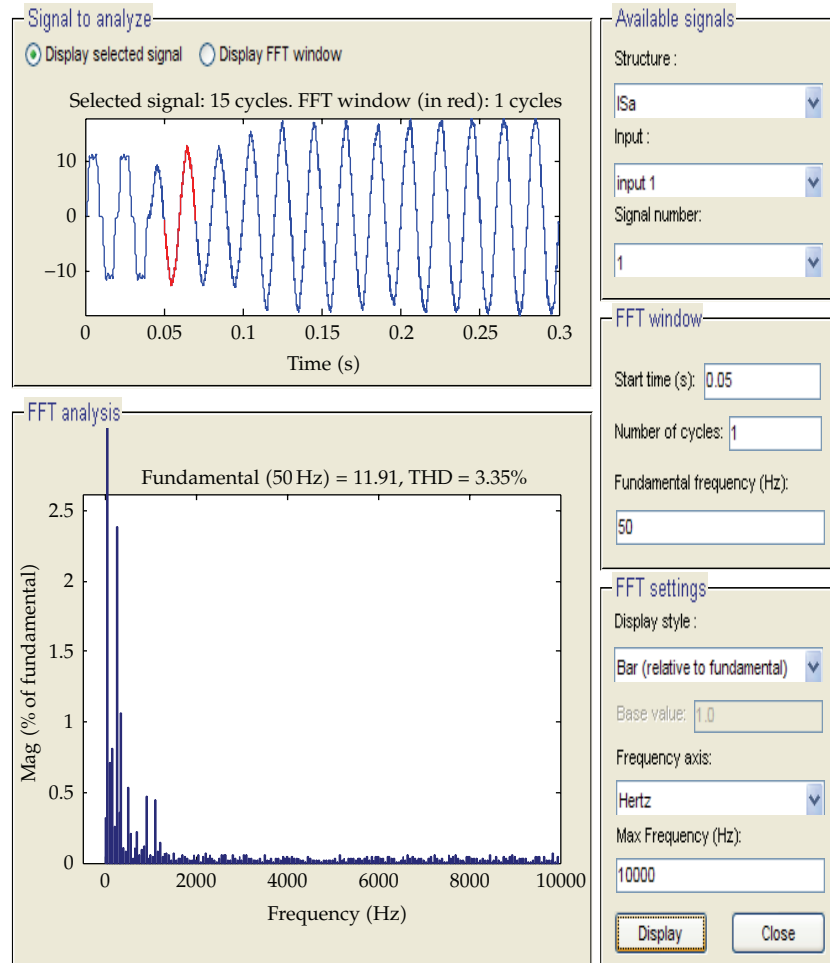 Signal to analyze
Display selected signal Display FFT window
Selected signal: 15 cycles. FFT window (in red): 1 cycles
10
0
−10
0 0.05 0.1 0.15 0.2 0.25 0.3
Time (s)
FFT analysis
Fundamental (50 Hz) = 11.91, THD = 3.35%
2.5
2
1.5
1
0.5
0
Mag (% of fundamental)
0 2000 4000 6000 8000 10000
Frequency (Hz)
Available signals
Structure :
ISa
Input :
input 1
Signal number:
1
FFT window
Start time (s): 0.05
Number of cycles: 1
Fundamental frequency (Hz):
50
FFT settings
Display style :
Bar (relative to fundamental)
Base value: 1.0
Frequency axis:
Hertz
Max Frequency (Hz):
10000
Display Close